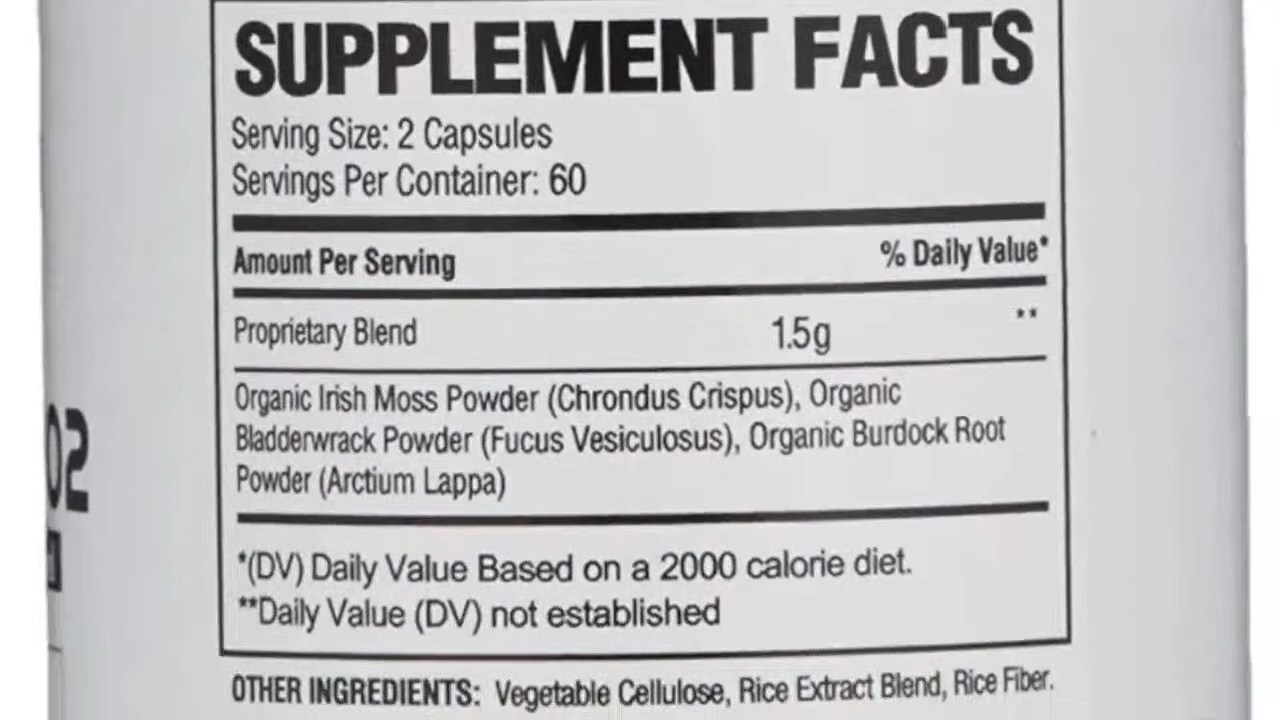 SUPPLEMENT FACTS
Serving Size: 2 Capsules
Servings Per Container: 60
Amount Per Serving % Daily Value*
Proprietary Blend 1.5g **
Organic Irish Moss Powder (Chrondus Crispus), Organic
Bladderwrack Powder (Fucus Vesiculosus), Organic Burdock Root
Powder (Arctium Lappa)
*(DV) Daily Value Based on a 2000 calorie diet.
**Daily Value (DV) not established
OTHER INGREDIENTS: Vegetable Cellulose, Rice Extract Blend, Rice Fiber.